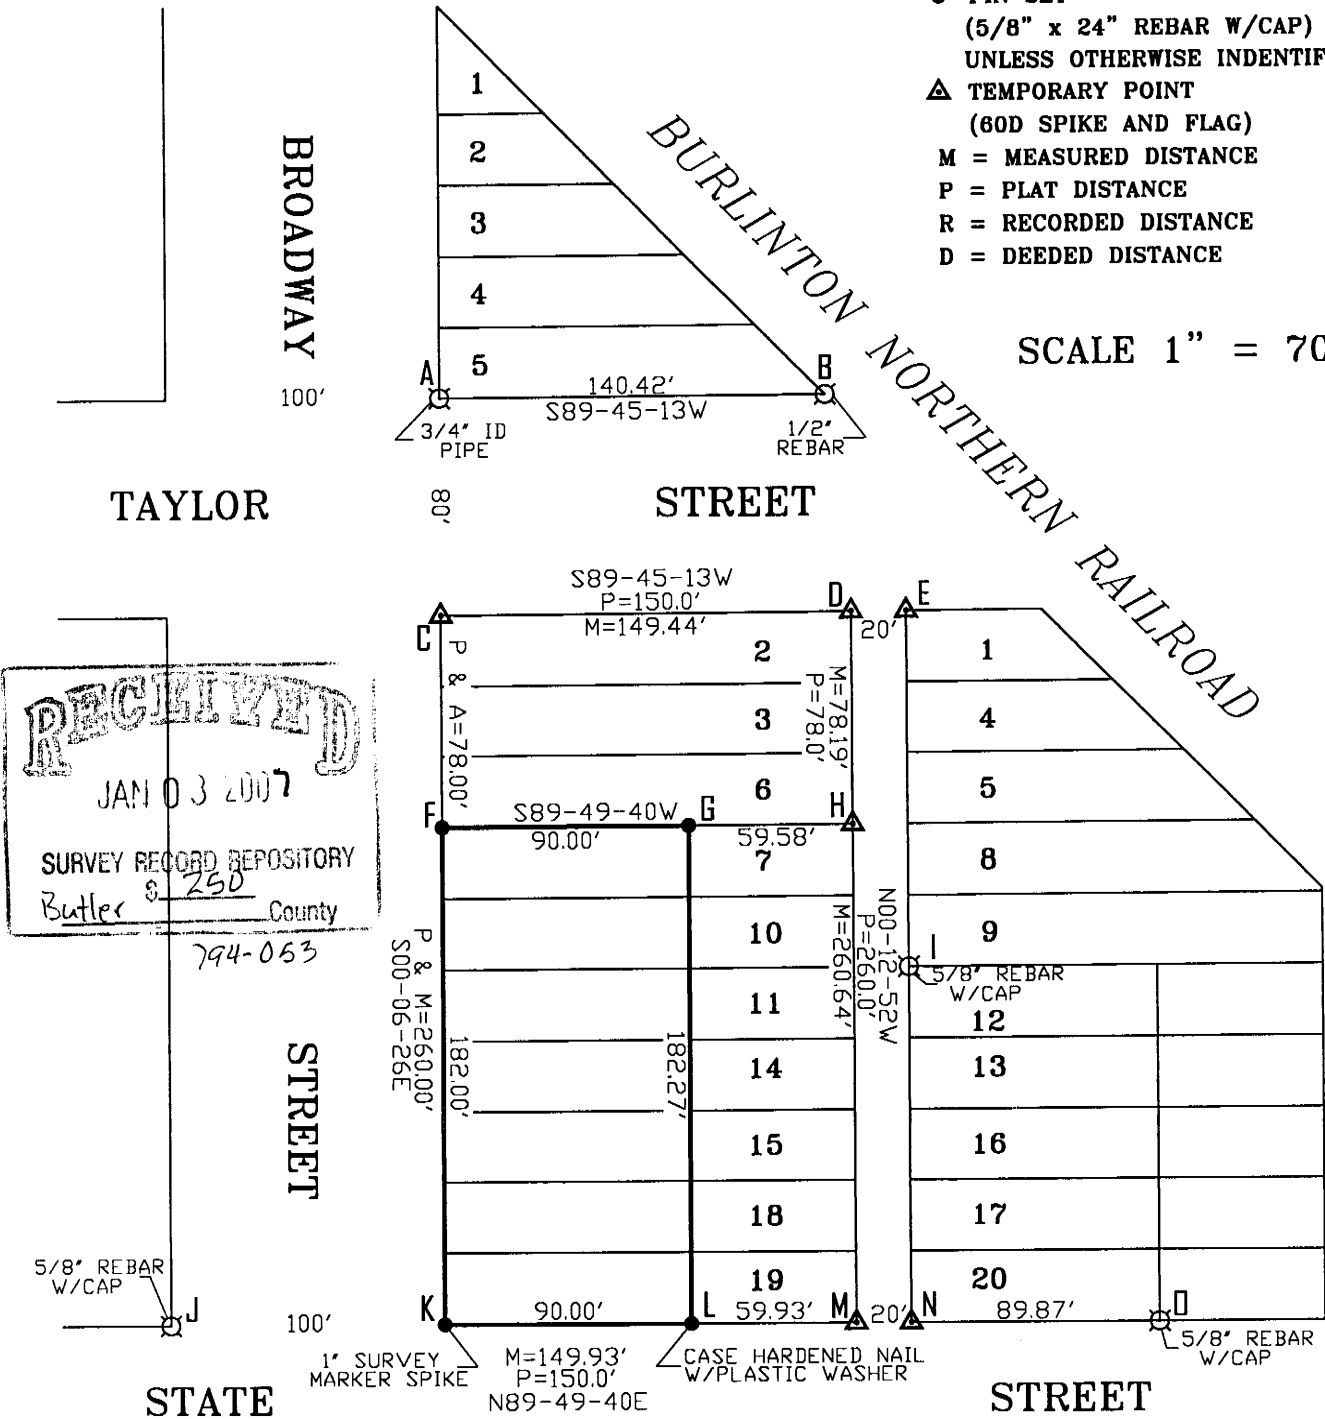 (5/8" x 24" REBAR W/CAP)
UNLESS OTHERWISE INDENTIF
TEMPORARY POINT
(60D SPIKE AND FLAG)
M = MEASURED DISTANCE
P = PLAT DISTANCE
R = RECORDED DISTANCE
D = DEEDED DISTANCE
SCALE 1" = 70
BROADWAY
100'
1
2
3
4
5
A
B
140.42'
S89-45-13W
3/4" ID
PIPE
1/2"
REBAR
BURLINTON NORTHERN RAILROAD
TAYLOR
80'
STREET
S89-45-13W
P=150.0'
M=149.44'
C
D
20'
E
P & A=78.00'
M=78.19'
P=78.0'
2
3
6
1
4
5
8
9
RECEIVED
JAN 03 2007
SURVEY RECORD REPOSITORY
$ 250
Butler County
794-053
F
S89-49-40W
90.00'
G
59.58'
H
7
10
11
14
15
18
19
P & M=260.00'
S00-06-26E
182.00'
182.27'
M=260.64'
P=260.0'
N00-12-52W
I
5/8" REBAR
W/CAP
12
13
16
17
20
STREET
5/8" REBAR
W/CAP
J
100'
K
90.00'
L
59.93'
M
20'
N
89.87'
O
1" SURVEY
MARKER SPIKE
M=149.93'
P=150.0'
N89-49-40E
CASE HARDENED NAIL
W/PLASTIC WASHER
5/8" REBAR
W/CAP
STATE
STREET